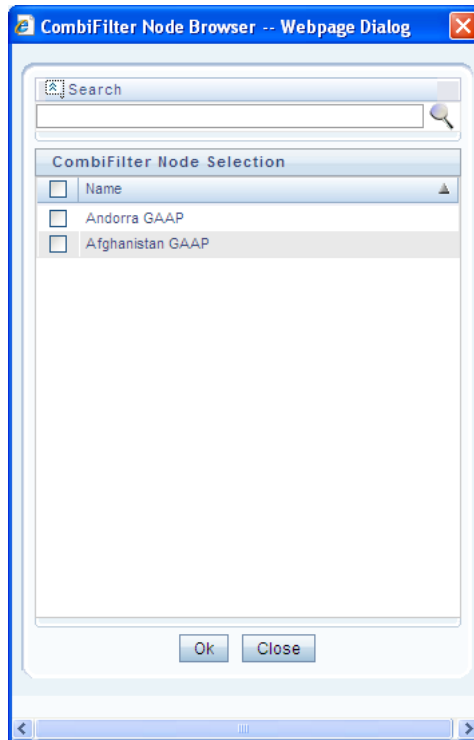 CombiFilter Node Browser -- Webpage Dialog
Search
CombiFilter Node Selection
Name
Andorra GAAP
Afghanistan GAAP
Ok Close